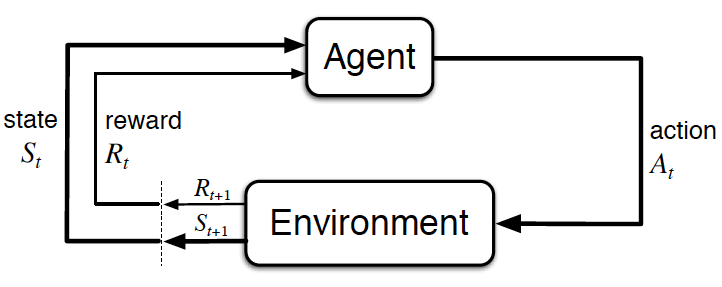 Agent
state
S_t
reward
R_t
action
A_t
R_{t+1}
S_{t+1}
Environment